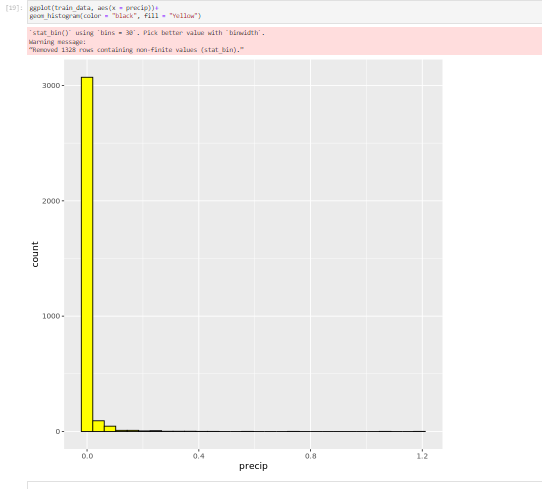 [19]: ggplot(train_data, aes(x = precip))+
geom_histogram(color = "black", fill = "Yellow")
`stat_bin()` using `bins = 30`. Pick better value with `binwidth`.
Warning message:
“Removed 1328 rows containing non-finite values (stat_bin).”
3000
2000
1000
0
count
0.0 0.4 0.8 1.2
precip